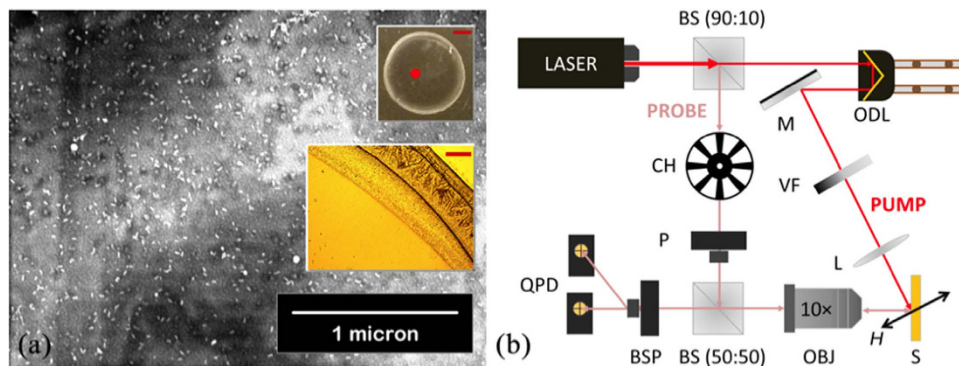 (a)
1 micron
BS (90:10)
LASER
PROBE
M
ODL
CH
VF
PUMP
P
L
QPD
10×
H
BSP
BS (50:50)
OBJ
S
(b)